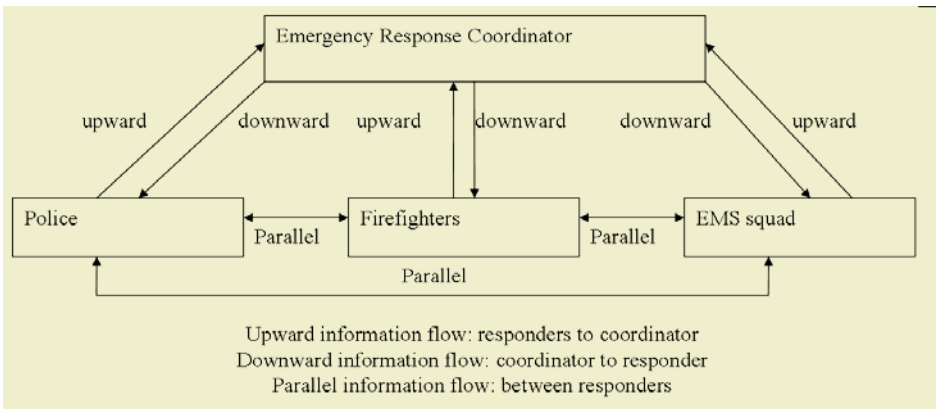 Emergency Response Coordinator
upward
downward
upward
downward
downward
upward
Police
Firefighters
EMS squad
Parallel
Parallel
Parallel
Upward information flow: responders to coordinator
Downward information flow: coordinator to responder
Parallel information flow: between responders